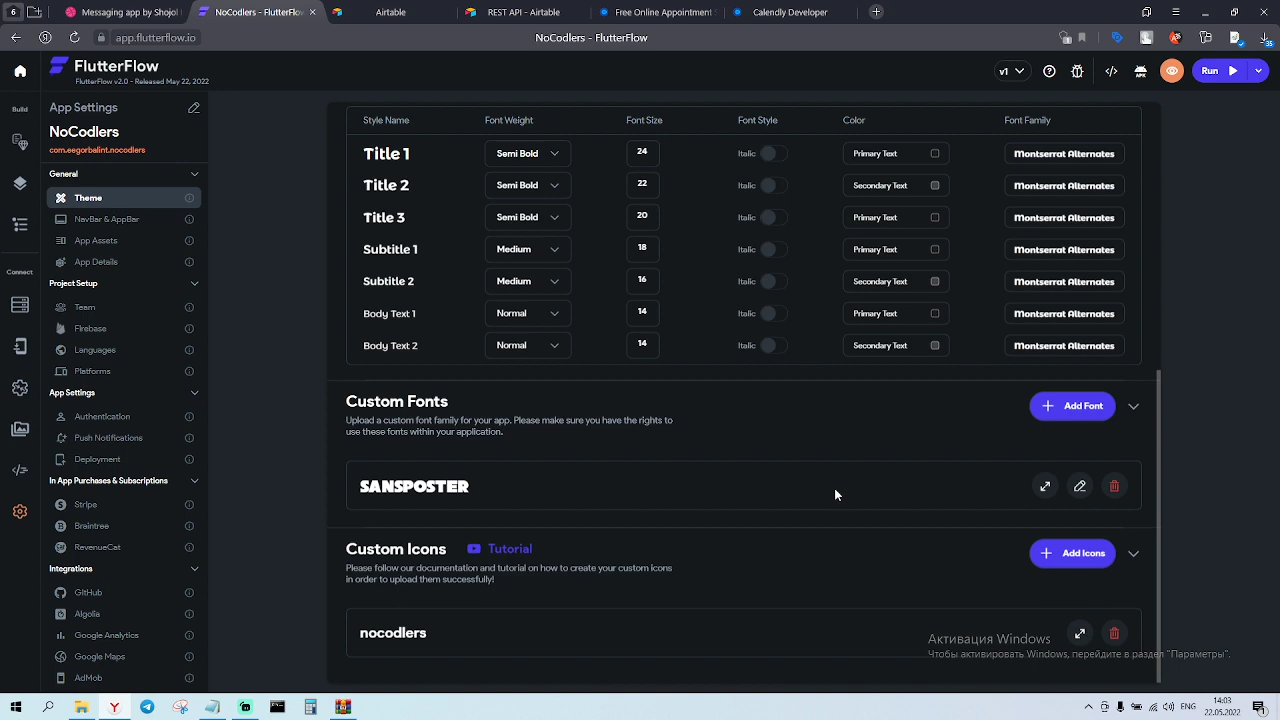 6
Messaging app by Shojol
NoCodlers - FlutterFlow
Airtable
REST API - Airtable
Free Online Appointment S
Calendly Developer
app.flutterflow.io
NoCodlers - FlutterFlow
FlutterFlow
FlutterFlow v2.0 - Released May 22, 2022
v1
Run
Build
Connect
App Settings
NoCodlers
com.eegorbalint.nocodlers
General
Theme
NavBar & AppBar
App Assets
App Details
Project Setup
Team
Firebase
Languages
Platforms
App Settings
Authentication
Push Notifications
Deployment
In App Purchases & Subscriptions
Stripe
Braintree
RevenueCat
Integrations
GitHub
Algolia
Google Analytics
Google Maps
AdMob
Style Name Font Weight Font Size Font Style Color Font Family
Title 1 Semi Bold 24 Italic Primary Text Montserrat Alternates
Title 2 Semi Bold 22 Italic Secondary Text Montserrat Alternates
Title 3 Semi Bold 20 Italic Primary Text Montserrat Alternates
Subtitle 1 Medium 18 Italic Primary Text Montserrat Alternates
Subtitle 2 Medium 16 Italic Secondary Text Montserrat Alternates
Body Text 1 Normal 14 Italic Primary Text Montserrat Alternates
Body Text 2 Normal 14 Italic Secondary Text Montserrat Alternates
Custom Fonts
Upload a custom font family for your app. Please make sure you have the rights to
use these fonts within your application.
Add Font
SANSPOSTER
Custom Icons Tutorial
Please follow our documentation and tutorial on how to create your custom icons
in order to upload them successfully!
Add Icons
nocodlers
Активация Windows
Чтобы активировать Windows, перейдите в раздел "Параметры".
ENG
14:03
22.05.2022